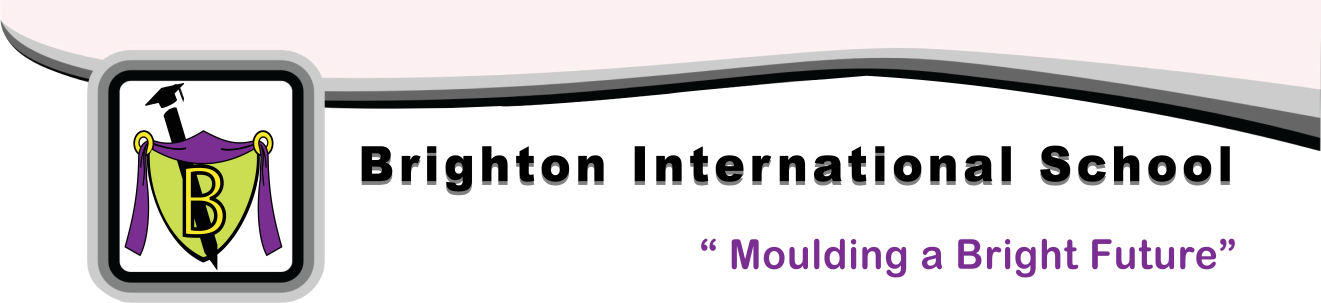 B
Brighton International School
“ Moulding a Bright Future”